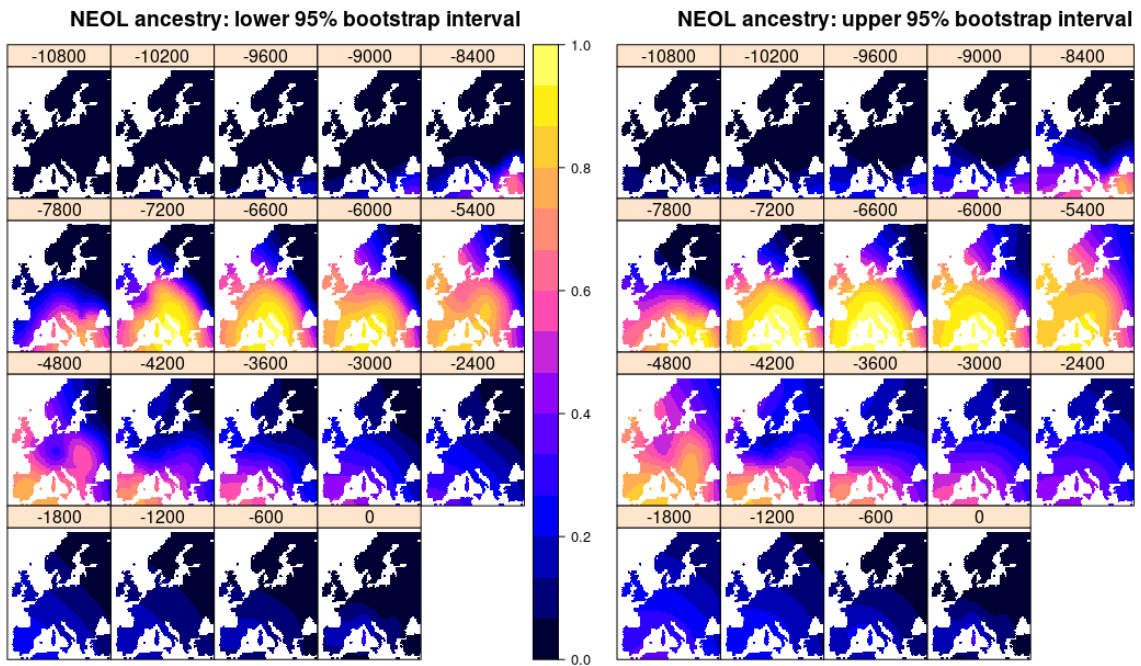 NEOL ancestry: lower 95% bootstrap interval
-10800 -10200 -9600 -9000 -8400
-7800 -7200 -6600 -6000 -5400
-4800 -4200 -3600 -3000 -2400
-1800 -1200 -600 0
1.0
0.8
0.6
0.4
0.2
0.0
NEOL ancestry: upper 95% bootstrap interval
-10800 -10200 -9600 -9000 -8400
-7800 -7200 -6600 -6000 -5400
-4800 -4200 -3600 -3000 -2400
-1800 -1200 -600 0